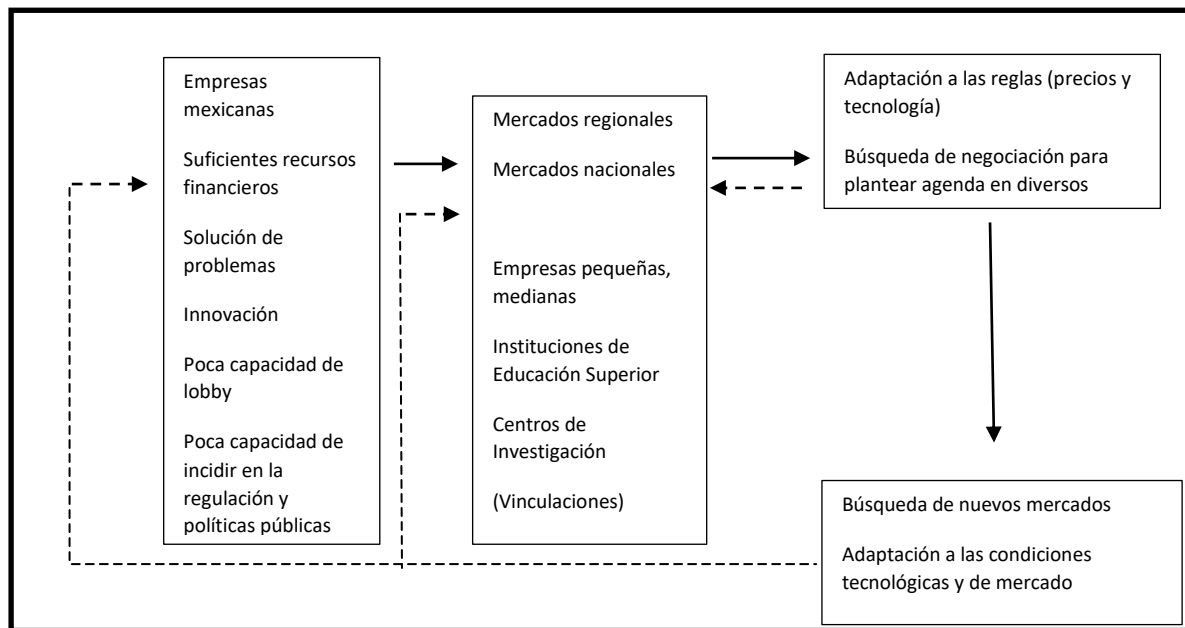 Empresas
mexicanas
Suficientes recursos
financieros
Solución de
problemas
Innovación
Poca capacidad de
lobby
Poca capacidad de
incidir en la
regulación y
políticas públicas
Mercados regionales
Mercados nacionales
Empresas pequeñas,
medianas
Instituciones de
Educación Superior
Centros de
Investigación
(Vinculaciones)
Adaptación a las reglas (precios y
tecnología)
Búsqueda de negociación para
plantear agenda en diversos
Búsqueda de nuevos mercados
Adaptación a las condiciones
tecnológicas y de mercado